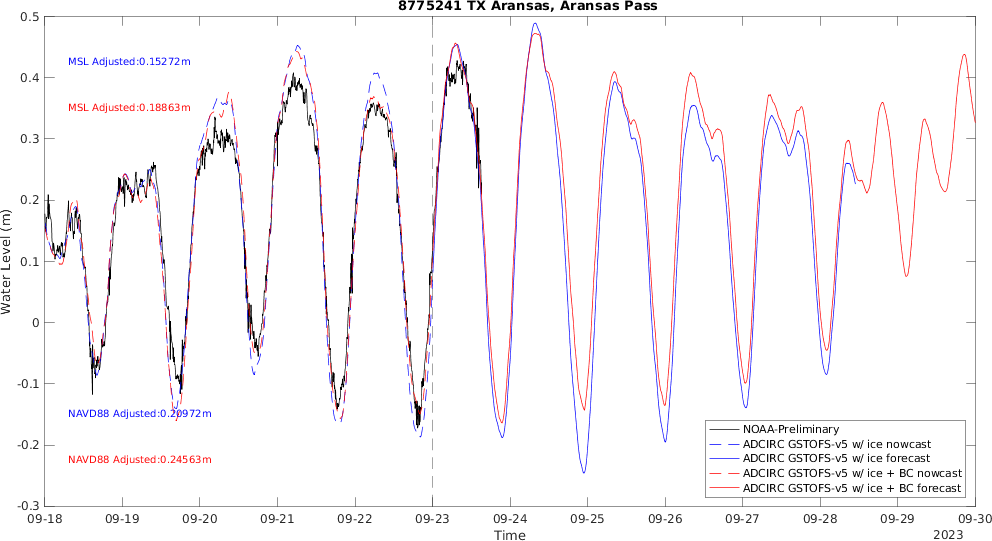 8775241 TX Aransas, Aransas Pass
0.5
0.4
0.3
0.2
0.1
0
-0.1
-0.2
-0.3
Water Level (m)
MSL Adjusted:0.15272m
MSL Adjusted:0.18863m
NAVD88 Adjusted:0.20972m
NAVD88 Adjusted:0.24563m
NOAA-Preliminary
ADCIRC GSTOFS-v5 w/ ice nowcast
ADCIRC GSTOFS-v5 w/ ice forecast
ADCIRC GSTOFS-v5 w/ ice + BC nowcast
ADCIRC GSTOFS-v5 w/ ice + BC forecast
09-18 09-19 09-20 09-21 09-22 09-23 09-24 09-25 09-26 09-27 09-28 09-29 09-30
Time
2023